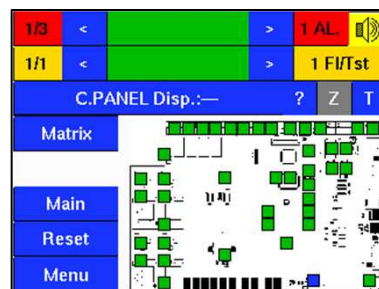 1/3 < > 1 AL.
1/1 < > 1 Fl/Tst
C.PANEL Disp.:— ? Z T
Matrix
Main
Reset
Menu